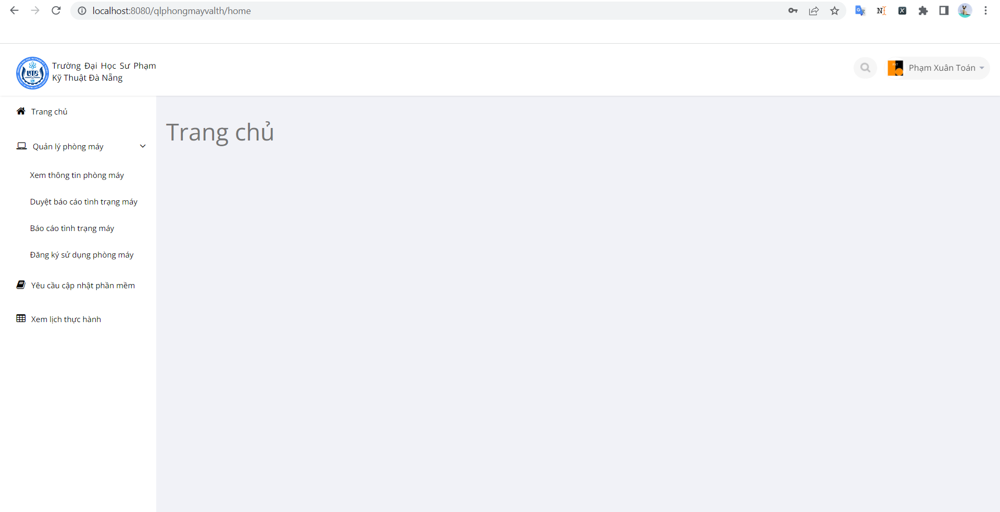 localhost:8080/qlphongmayvalth/home
Trường Đại Học Sư Phạm
Kỹ Thuật Đà Nẵng
Phạm Xuân Toán
Trang chủ
Trang chủ
Quản lý phòng máy
Xem thông tin phòng máy
Duyệt báo cáo tình trạng máy
Báo cáo tình trạng máy
Đăng ký sử dụng phòng máy
Yêu cầu cập nhật phần mềm
Xem lịch thực hành